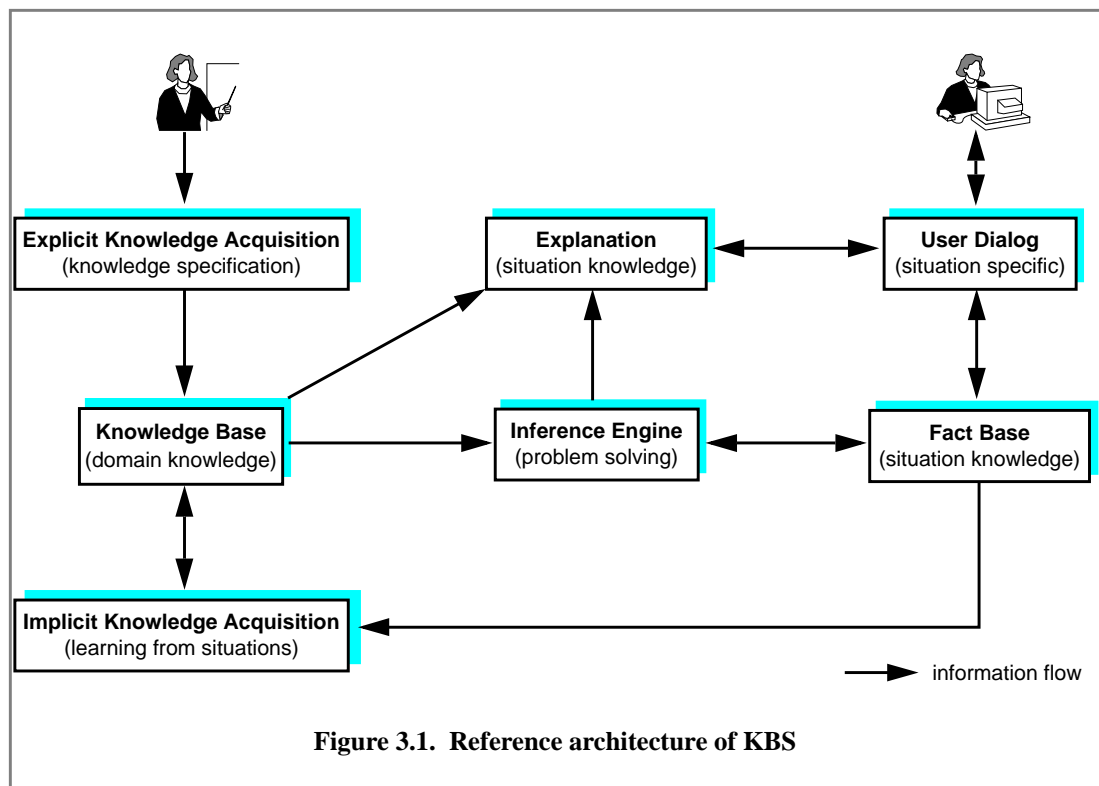 Explicit Knowledge Acquisition
(knowledge specification)
Explanation
(situation knowledge)
User Dialog
(situation specific)
Knowledge Base
(domain knowledge)
Inference Engine
(problem solving)
Fact Base
(situation knowledge)
Implicit Knowledge Acquisition
(learning from situations)
information flow
Figure 3.1. Reference architecture of KBS